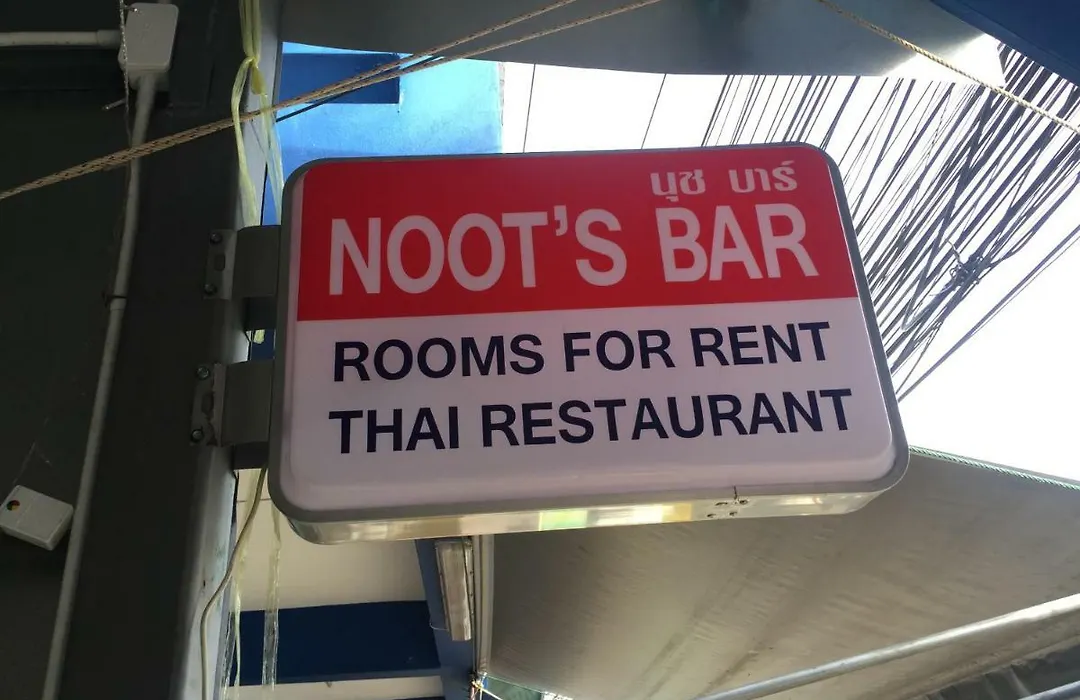 นุช บาร์
NOOT'S BAR
ROOMS FOR RENT
THAI RESTAURANT